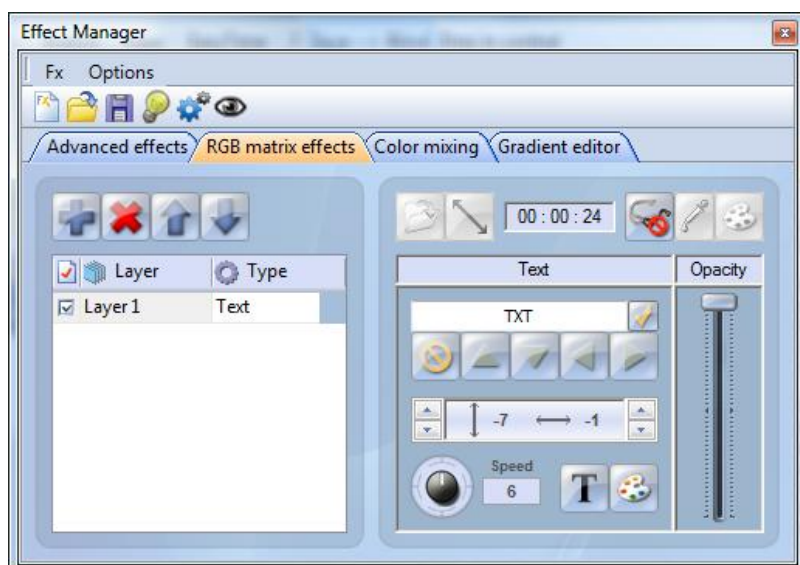 Effect Manager
Fx Options
Advanced effects RGB matrix effects Color mixing Gradient editor
00 : 00 : 24
Layer Type
Layer 1 Text
Text Opacity
TXT
-7 -1
Speed
6
T